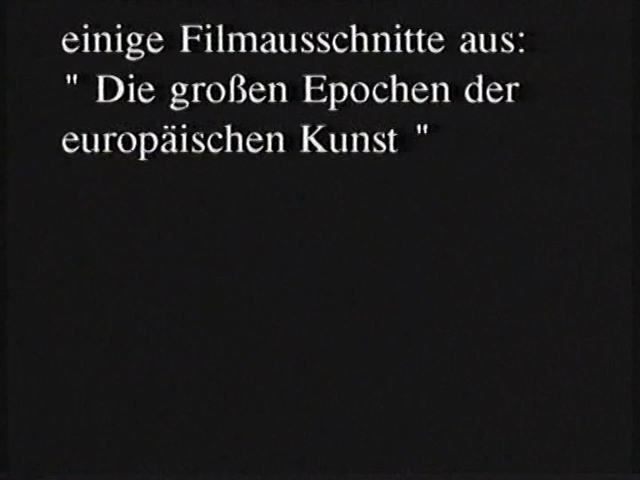 einige Filmausschnitte aus:
" Die großen Epochen der
europäischen Kunst "